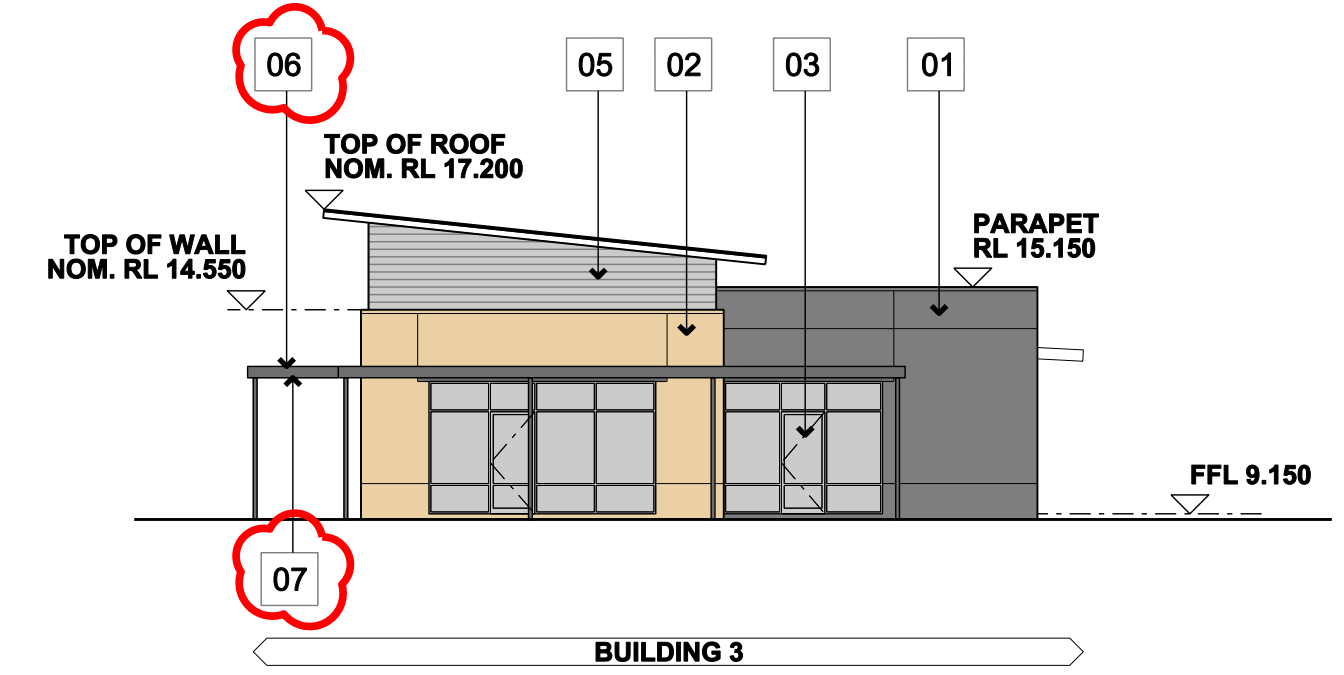 06
05
02
03
01
TOP OF ROOF
NOM. RL 17.200
TOP OF WALL
NOM. RL 14.550
PARAPET
RL 15.150
FFL 9.150
07
BUILDING 3